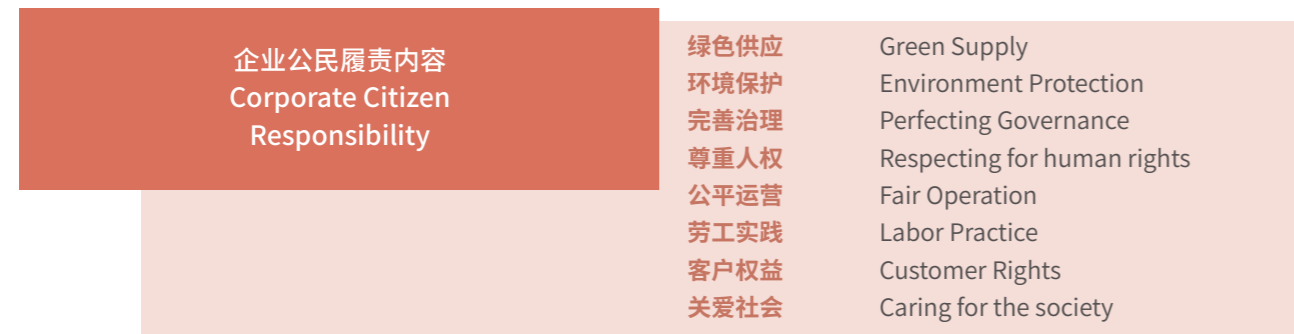 企业公民履责内容
Corporate Citizen
Responsibility
绿色供应 Green Supply
环境保护 Environment Protection
完善治理 Perfecting Governance
尊重人权 Respecting for human rights
公平运营 Fair Operation
劳工实践 Labor Practice
客户权益 Customer Rights
关爱社会 Caring for the society